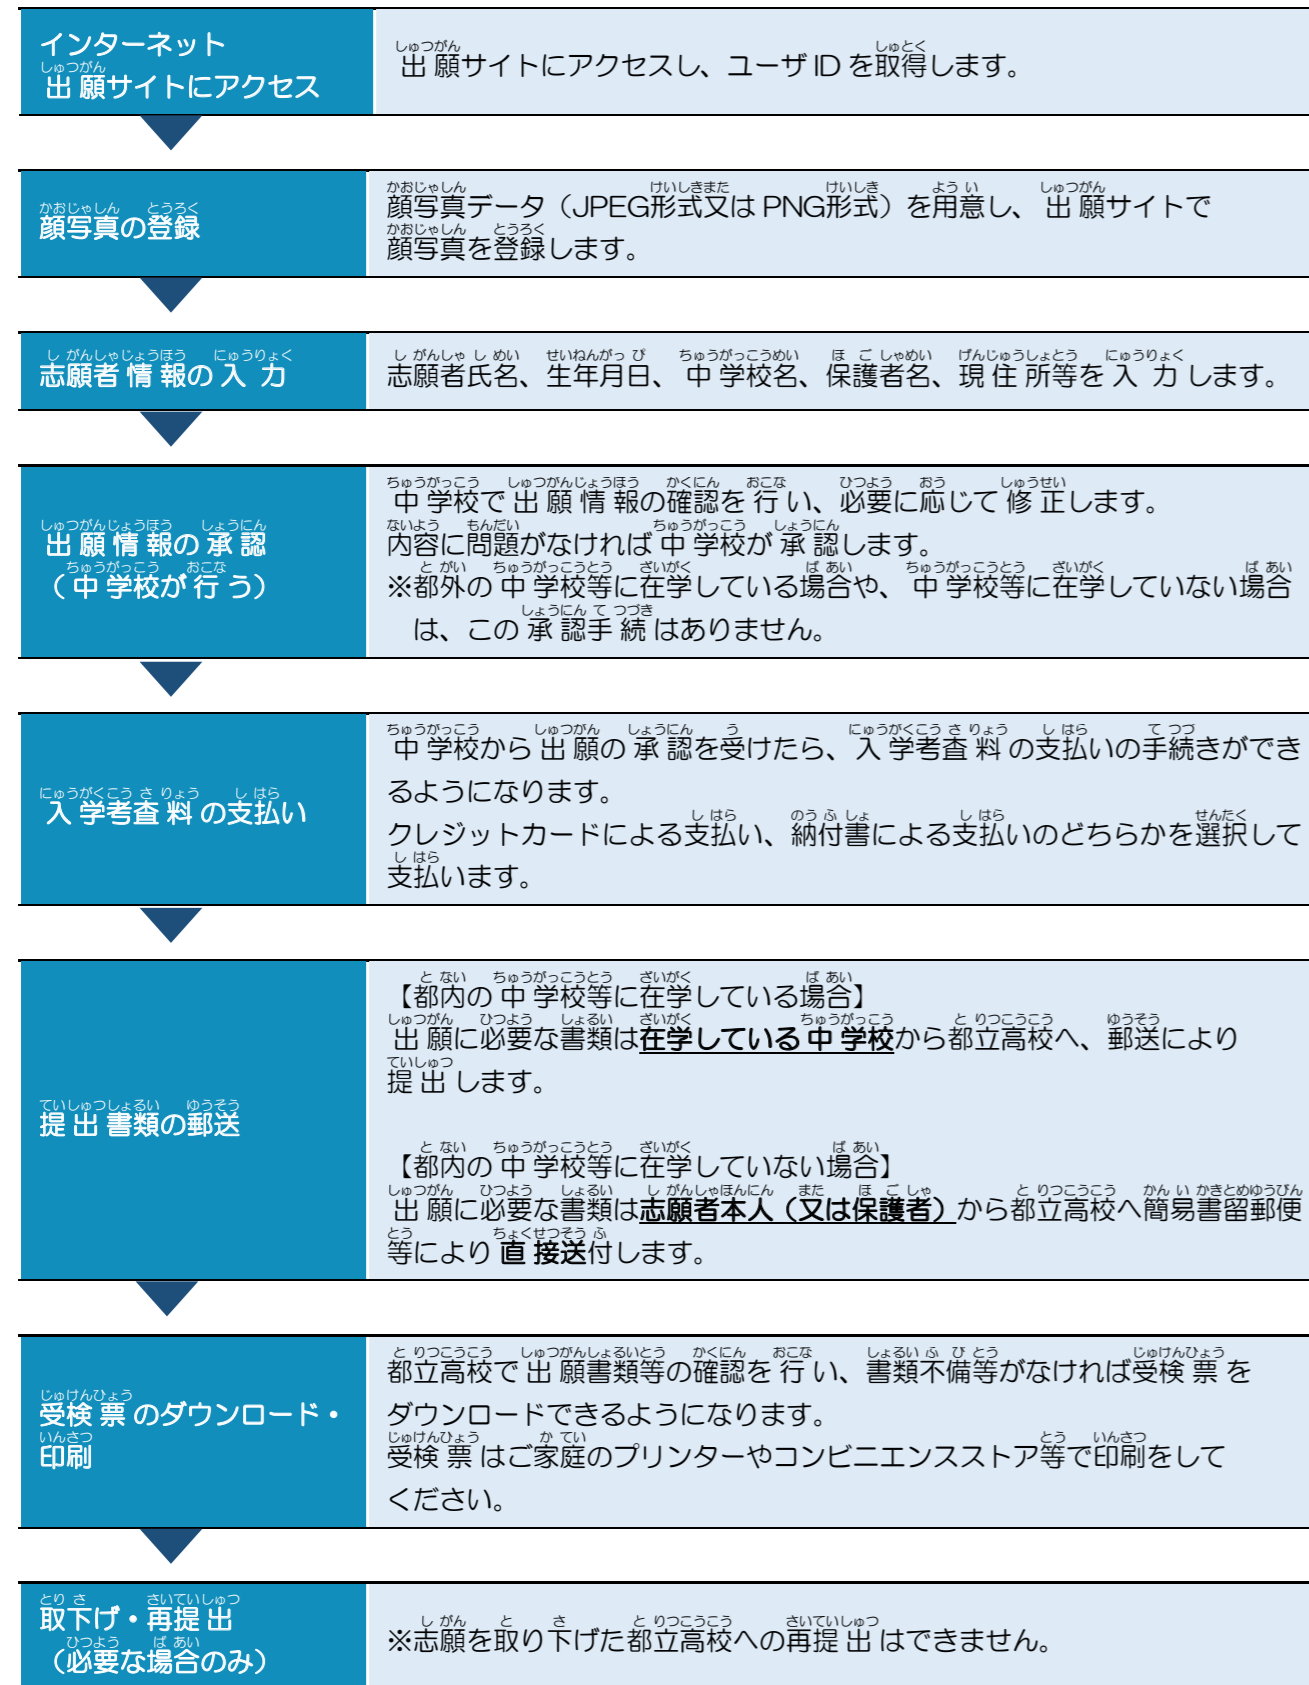 インターネット
出願サイトにアクセス
出願サイトにアクセスし、ユーザ ID を取得します。
顔写真の登録
顔写真データ（JPEG形式又は PNG形式）を用意し、出願サイトで
顔写真を登録します。
志願者情報の入力
志願者氏名、生年月日、中学校名、保護者名、現住所等を入力します。
出願情報の承認
（中学校が行う）
中学校で出願情報の確認を行い、必要に応じて修正します。
内容に問題がなければ中学校が承認します。
※都外の中学校等に在学している場合や、中学校等に在学していない場合
は、この承認手続はありません。
入学考査料の支払い
中学校から出願の承認を受けたら、入学考査料の支払いの手続きができ
るようになります。
クレジットカードによる支払い、納付書による支払いのどちらかを選択して
支払います。
提出書類の郵送
【都内の中学校等に在学している場合】
出願に必要な書類は在学している中学校から都立高校へ、郵送により
提出します。
【都内の中学校等に在学していない場合】
出願に必要な書類は志願者本人（又は保護者）から都立高校へ簡易書留郵便
等により直接送付します。
受検票のダウンロード・
印刷
都立高校で出願書類等の確認を行い、書類不備等がなければ受検票を
ダウンロードできるようになります。
受検票はご家庭のプリンターやコンビニエンスストア等で印刷をして
ください。
取下げ・再提出
（必要な場合のみ）
※志願を取り下げた都立高校への再提出はできません。